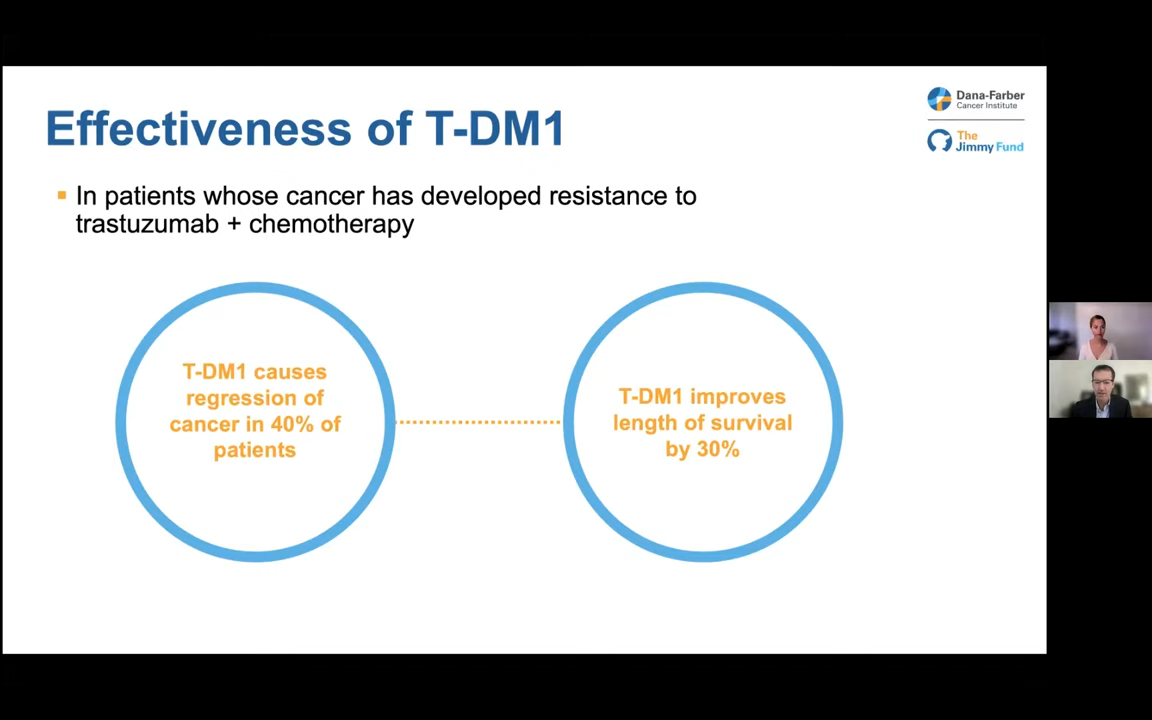 Effectiveness of T-DM1
Dana-Farber
Cancer Institute
The
Jimmy Fund
In patients whose cancer has developed resistance to
trastuzumab + chemotherapy
T-DM1 causes
regression of
cancer in 40% of
patients
T-DM1 improves
length of survival
by 30%